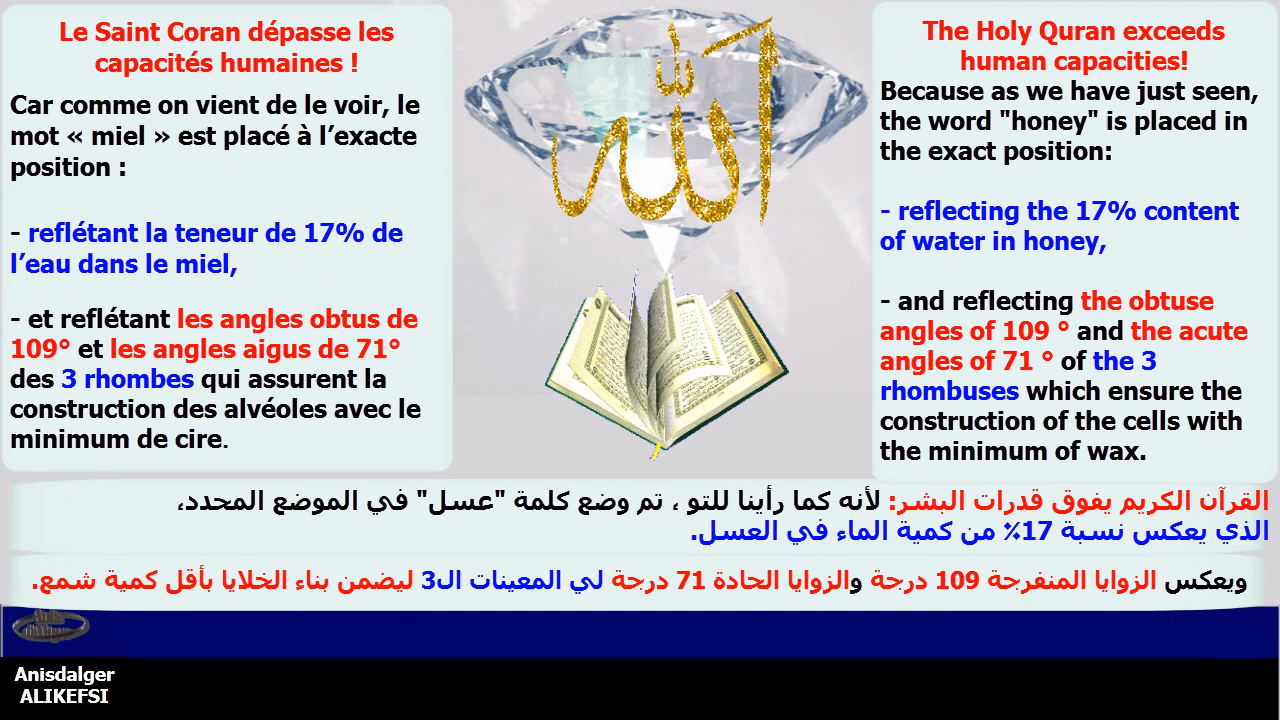 Le Saint Coran dépasse les
capacités humaines !
Car comme on vient de le voir, le
mot « miel » est placé à l’exacte
position :
- reflétant la teneur de 17% de
l’eau dans le miel,
- et reflétant les angles obtus de
109° et les angles aigus de 71°
des 3 rhombes qui assurent la
construction des alvéoles avec le
minimum de cire.
الله
The Holy Quran exceeds
human capacities!
Because as we have just seen,
the word "honey" is placed in
the exact position:
- reflecting the 17% content
of water in honey,
- and reflecting the obtuse
angles of 109 ° and the acute
angles of 71 ° of the 3
rhombuses which ensure the
construction of the cells with
the minimum of wax.
القرآن الكريم يفوق قدرات البشر: لأنه كما رأينا للتو ، تم وضع كلمة "عسل" في الموضع المحدد،
الذي يعكس نسبة 17٪ من كمية الماء في العسل.
ويعكس الزوايا المنفرجة 109 درجة والزوايا الحادة 71 درجة لي المعينات ال3 ليضمن بناء الخلايا بأقل كمية شمع.
Anisdalger
ALIKEFSI